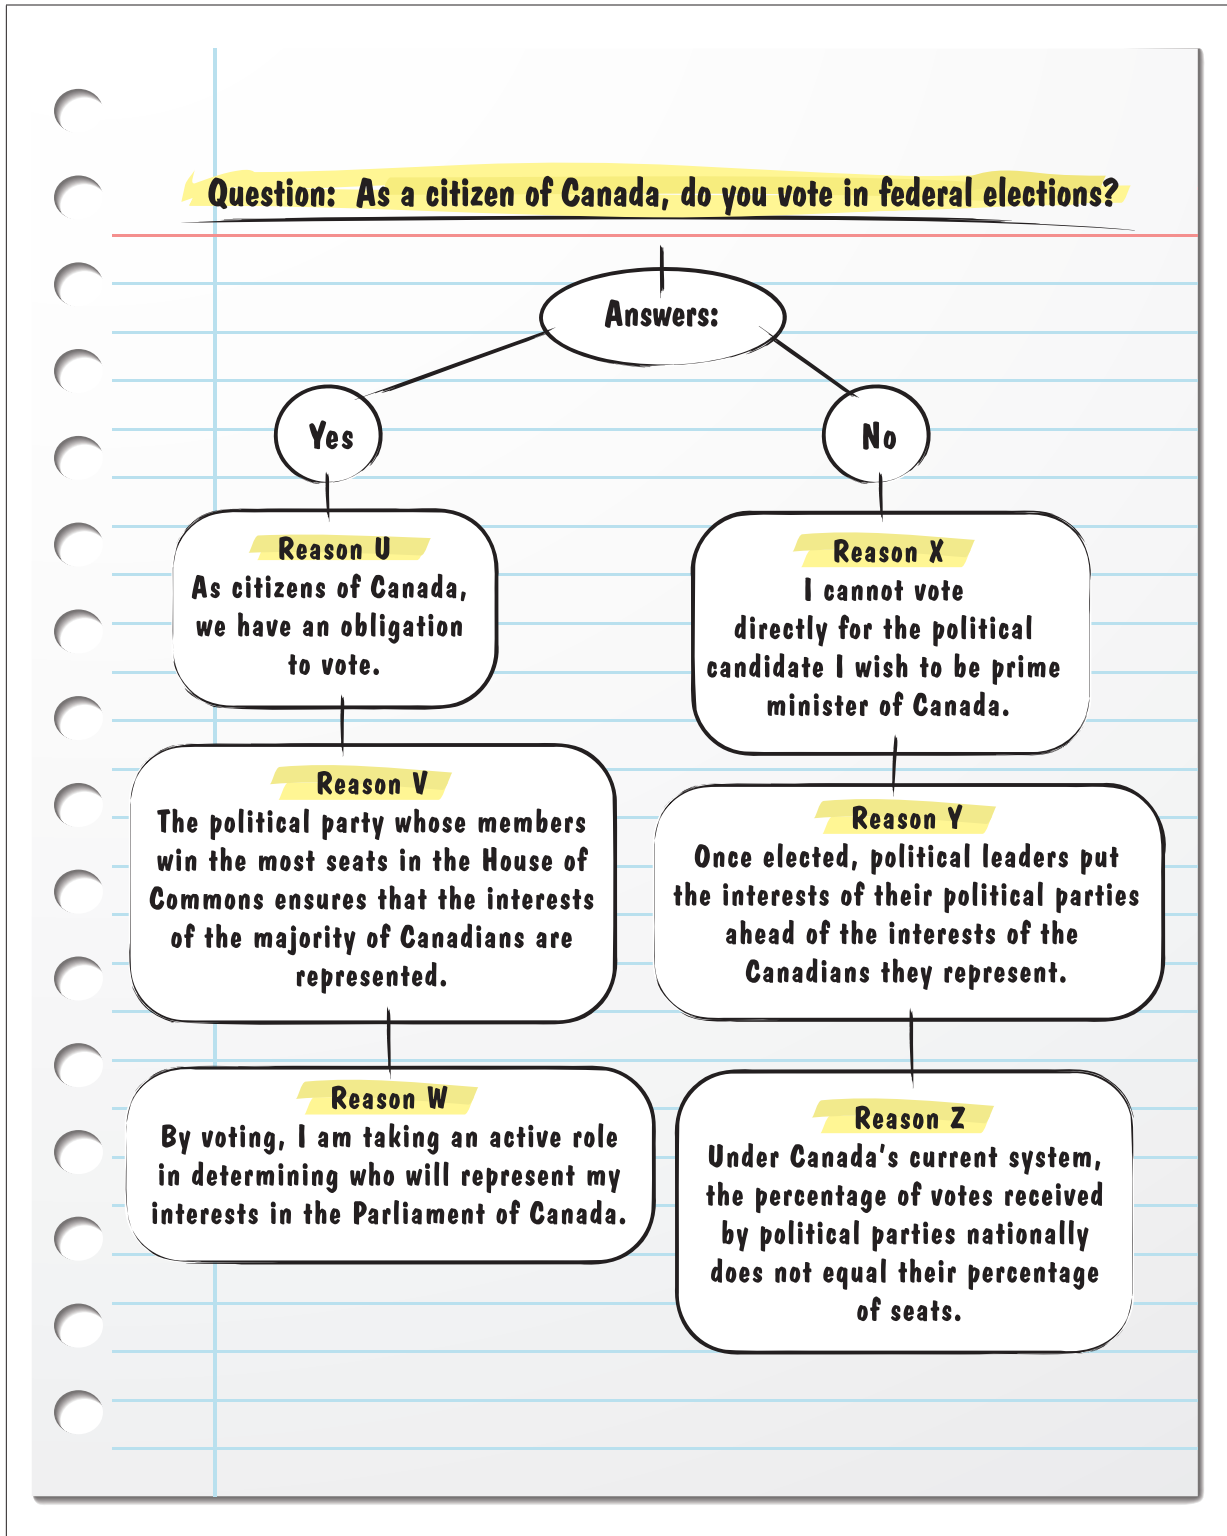 Question: As a citizen of Canada, do you vote in federal elections?
Answers:
Yes
No
Reason U
As citizens of Canada,
we have an obligation
to vote.
Reason V
The political party whose members
win the most seats in the House of
Commons ensures that the interests
of the majority of Canadians are
represented.
Reason W
By voting, I am taking an active role
in determining who will represent my
interests in the Parliament of Canada.
Reason X
I cannot vote
directly for the political
candidate I wish to be prime
minister of Canada.
Reason Y
Once elected, political leaders put
the interests of their political parties
ahead of the interests of the
Canadians they represent.
Reason Z
Under Canada's current system,
the percentage of votes received
by political parties nationally
does not equal their percentage
of seats.